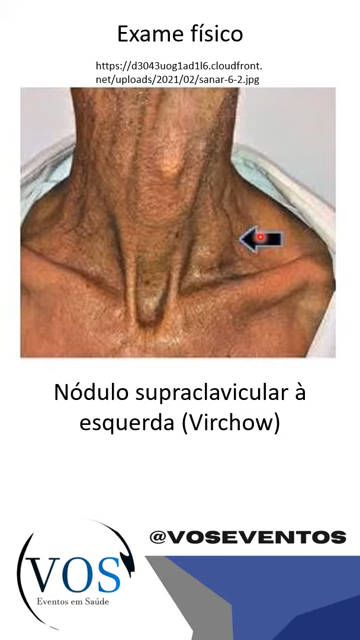 Exame físico
https://d3043uog1ad1l6.cloudfront.
net/uploads/2021/02/sanar-6-2.jpg
Nódulo supraclavicular à
esquerda (Virchow)
@VOSEVENTOS
VOS
Eventos em Saúde